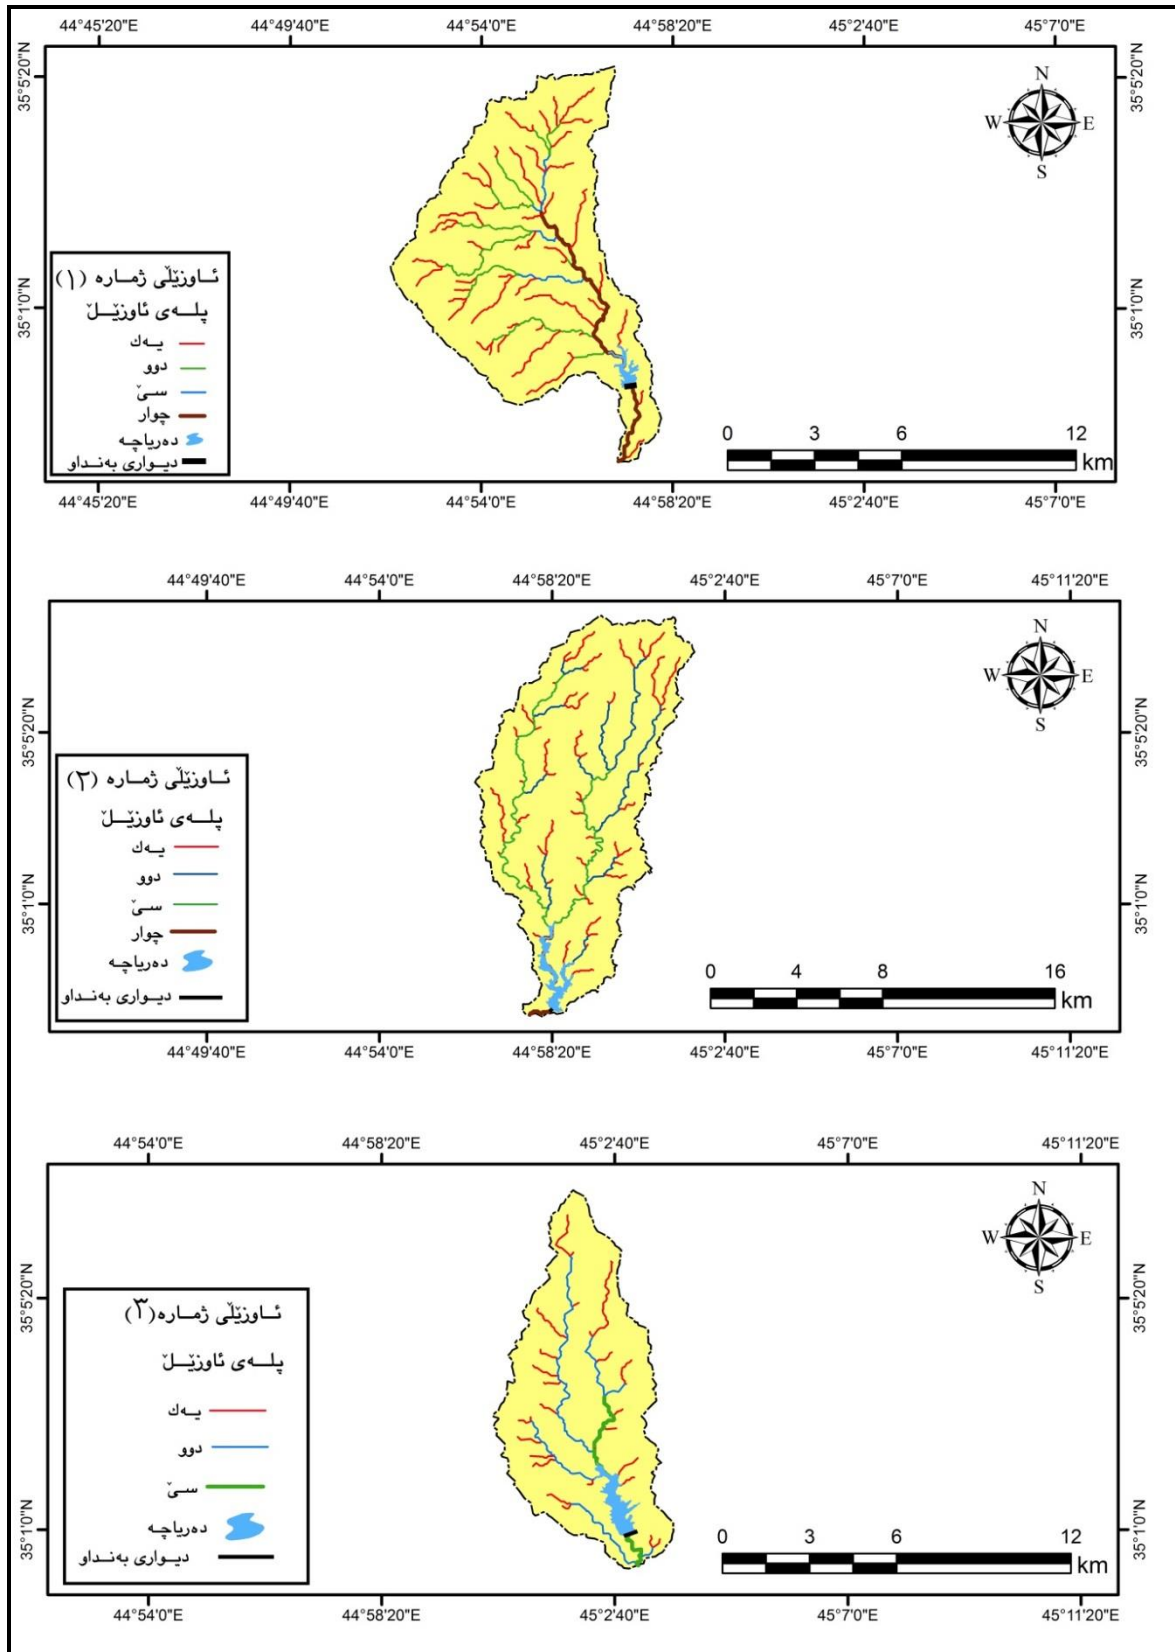 44°45'20"E 44°49'40"E 44°54'0"E 44°58'20"E 45°2'40"E 45°7'0"E
35°5'20"N 35°5'20"N
N
W E
S
35°1'0"N 35°1'0"N
ئاوزێڵی ژمارە (١)
پلەی ئاوزێڵ
یەك
دوو
سێ
چوار
دەریاچە
دیواری بەنداو
0 3 6 12
km
44°45'20"E 44°49'40"E 44°54'0"E 44°58'20"E 45°2'40"E 45°7'0"E
44°49'40"E 44°54'0"E 44°58'20"E 45°2'40"E 45°7'0"E 45°11'20"E
N
W E
S
35°5'20"N 35°5'20"N
35°1'0"N 35°1'0"N
ئاوزێڵی ژمارە (٢)
پلەی ئاوزێڵ
یەك
دوو
سێ
چوار
دەریاچە
دیواری بەنداو
0 4 8 16
km
44°49'40"E 44°54'0"E 44°58'20"E 45°2'40"E 45°7'0"E 45°11'20"E
44°54'0"E 44°58'20"E 45°2'40"E 45°7'0"E 45°11'20"E
N
W E
S
35°5'20"N 35°5'20"N
35°1'0"N 35°1'0"N
ئاوزێڵی ژمارە(٣)
پلەی ئاوزێڵ
یەك
دوو
سێ
دەریاچە
دیواری بەنداو
0 3 6 12
km
44°54'0"E 44°58'20"E 45°2'40"E 45°7'0"E 45°11'20"E